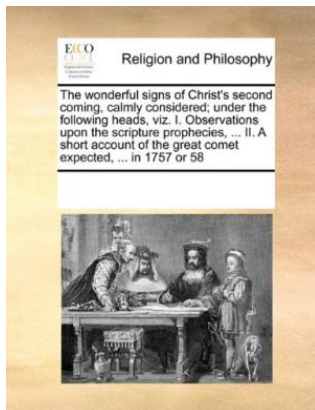 ECCO
Religion and Philosophy
The wonderful signs of Christ's second
coming, calmly considered; under the
following heads, viz. I. Observations
upon the scripture prophecies, ... II. A
short account of the great comet
expected, ... in 1757 or 58